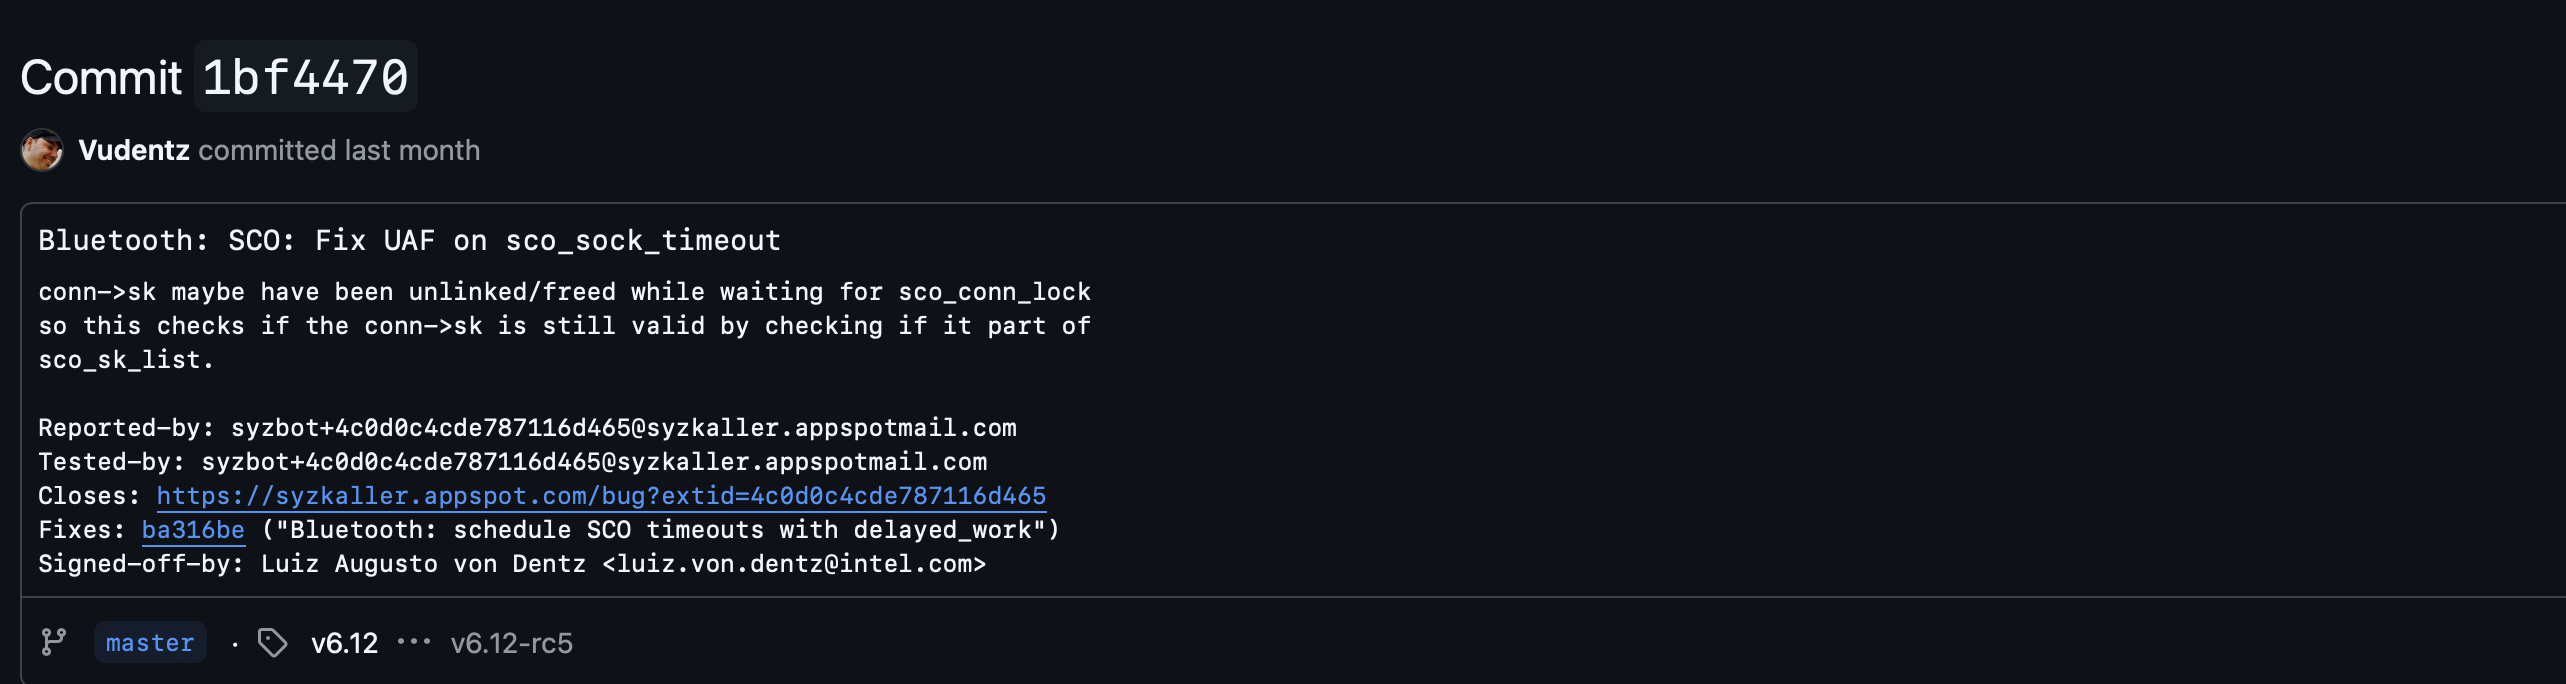 Commit 1bf4470
Vudentz committed last month
Bluetooth: SCO: Fix UAF on sco_sock_timeout
conn->sk maybe have been unlinked/freed while waiting for sco_conn_lock
so this checks if the conn->sk is still valid by checking if it part of
sco_sk_list.
Reported-by: syzbot+4c0d0c4cde787116d465@syzkaller.appspotmail.com
Tested-by: syzbot+4c0d0c4cde787116d465@syzkaller.appspotmail.com
Closes: https://syzkaller.appspot.com/bug?extid=4c0d0c4cde787116d465
Fixes: ba316be ("Bluetooth: schedule SCO timeouts with delayed_work")
Signed-off-by: Luiz Augusto von Dentz <luiz.von.dentz@intel.com>
master · v6.12 ··· v6.12-rc5